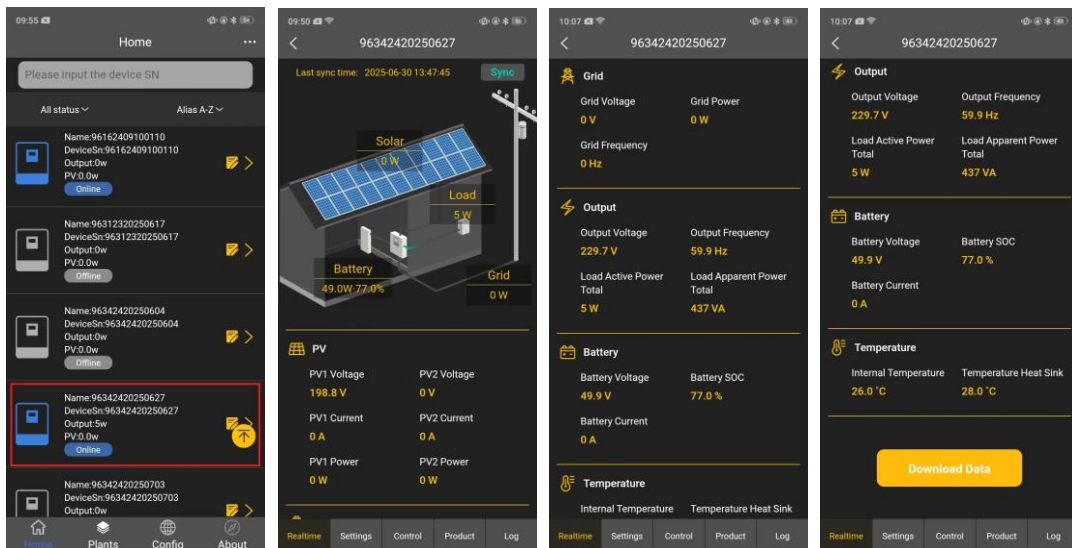 09:55
Home
Please input the device SN
All status
Alias A-Z
Name:96162409100110
DeviceSn:96162409100110
Output:0w
PV:0.0w
Online
Name:96312320250617
DeviceSn:96312320250617
Output:0w
PV:0.0w
Offline
Name:96342420250604
DeviceSn:96342420250604
Output:0w
PV:0.0w
Offline
Name:96342420250627
DeviceSn:96342420250627
Output:5w
PV:0.0w
Online
Name:96342420250703
DeviceSn:96342420250703
Output:0w
Home Plants Config About
09:50
96342420250627
Last sync time: 2025-06-30 13:47:45 Sync
Solar
0 W
Load
5 W
Battery
49.0W·77.0%
Grid
0 W
PV
PV1 Voltage PV2 Voltage
198.8 V 0 V
PV1 Current PV2 Current
0 A 0 A
PV1 Power PV2 Power
0 W 0 W
Realtime Settings Control Product Log
10:07
96342420250627
Grid
Grid Voltage Grid Power
0 V 0 W
Grid Frequency
0 Hz
Output
Output Voltage Output Frequency
229.7 V 59.9 Hz
Load Active Power Load Apparent Power
Total Total
5 W 437 VA
Battery
Battery Voltage Battery SOC
49.9 V 77.0 %
Battery Current
0 A
Temperature
Internal Temperature Temperature Heat Sink
Realtime Settings Control Product Log
10:07
96342420250627
Output
Output Voltage Output Frequency
229.7 V 59.9 Hz
Load Active Power Load Apparent Power
Total Total
5 W 437 VA
Battery
Battery Voltage Battery SOC
49.9 V 77.0 %
Battery Current
0 A
Temperature
Internal Temperature Temperature Heat Sink
26.0 °C 28.0 °C
Download Data
Realtime Settings Control Product Log